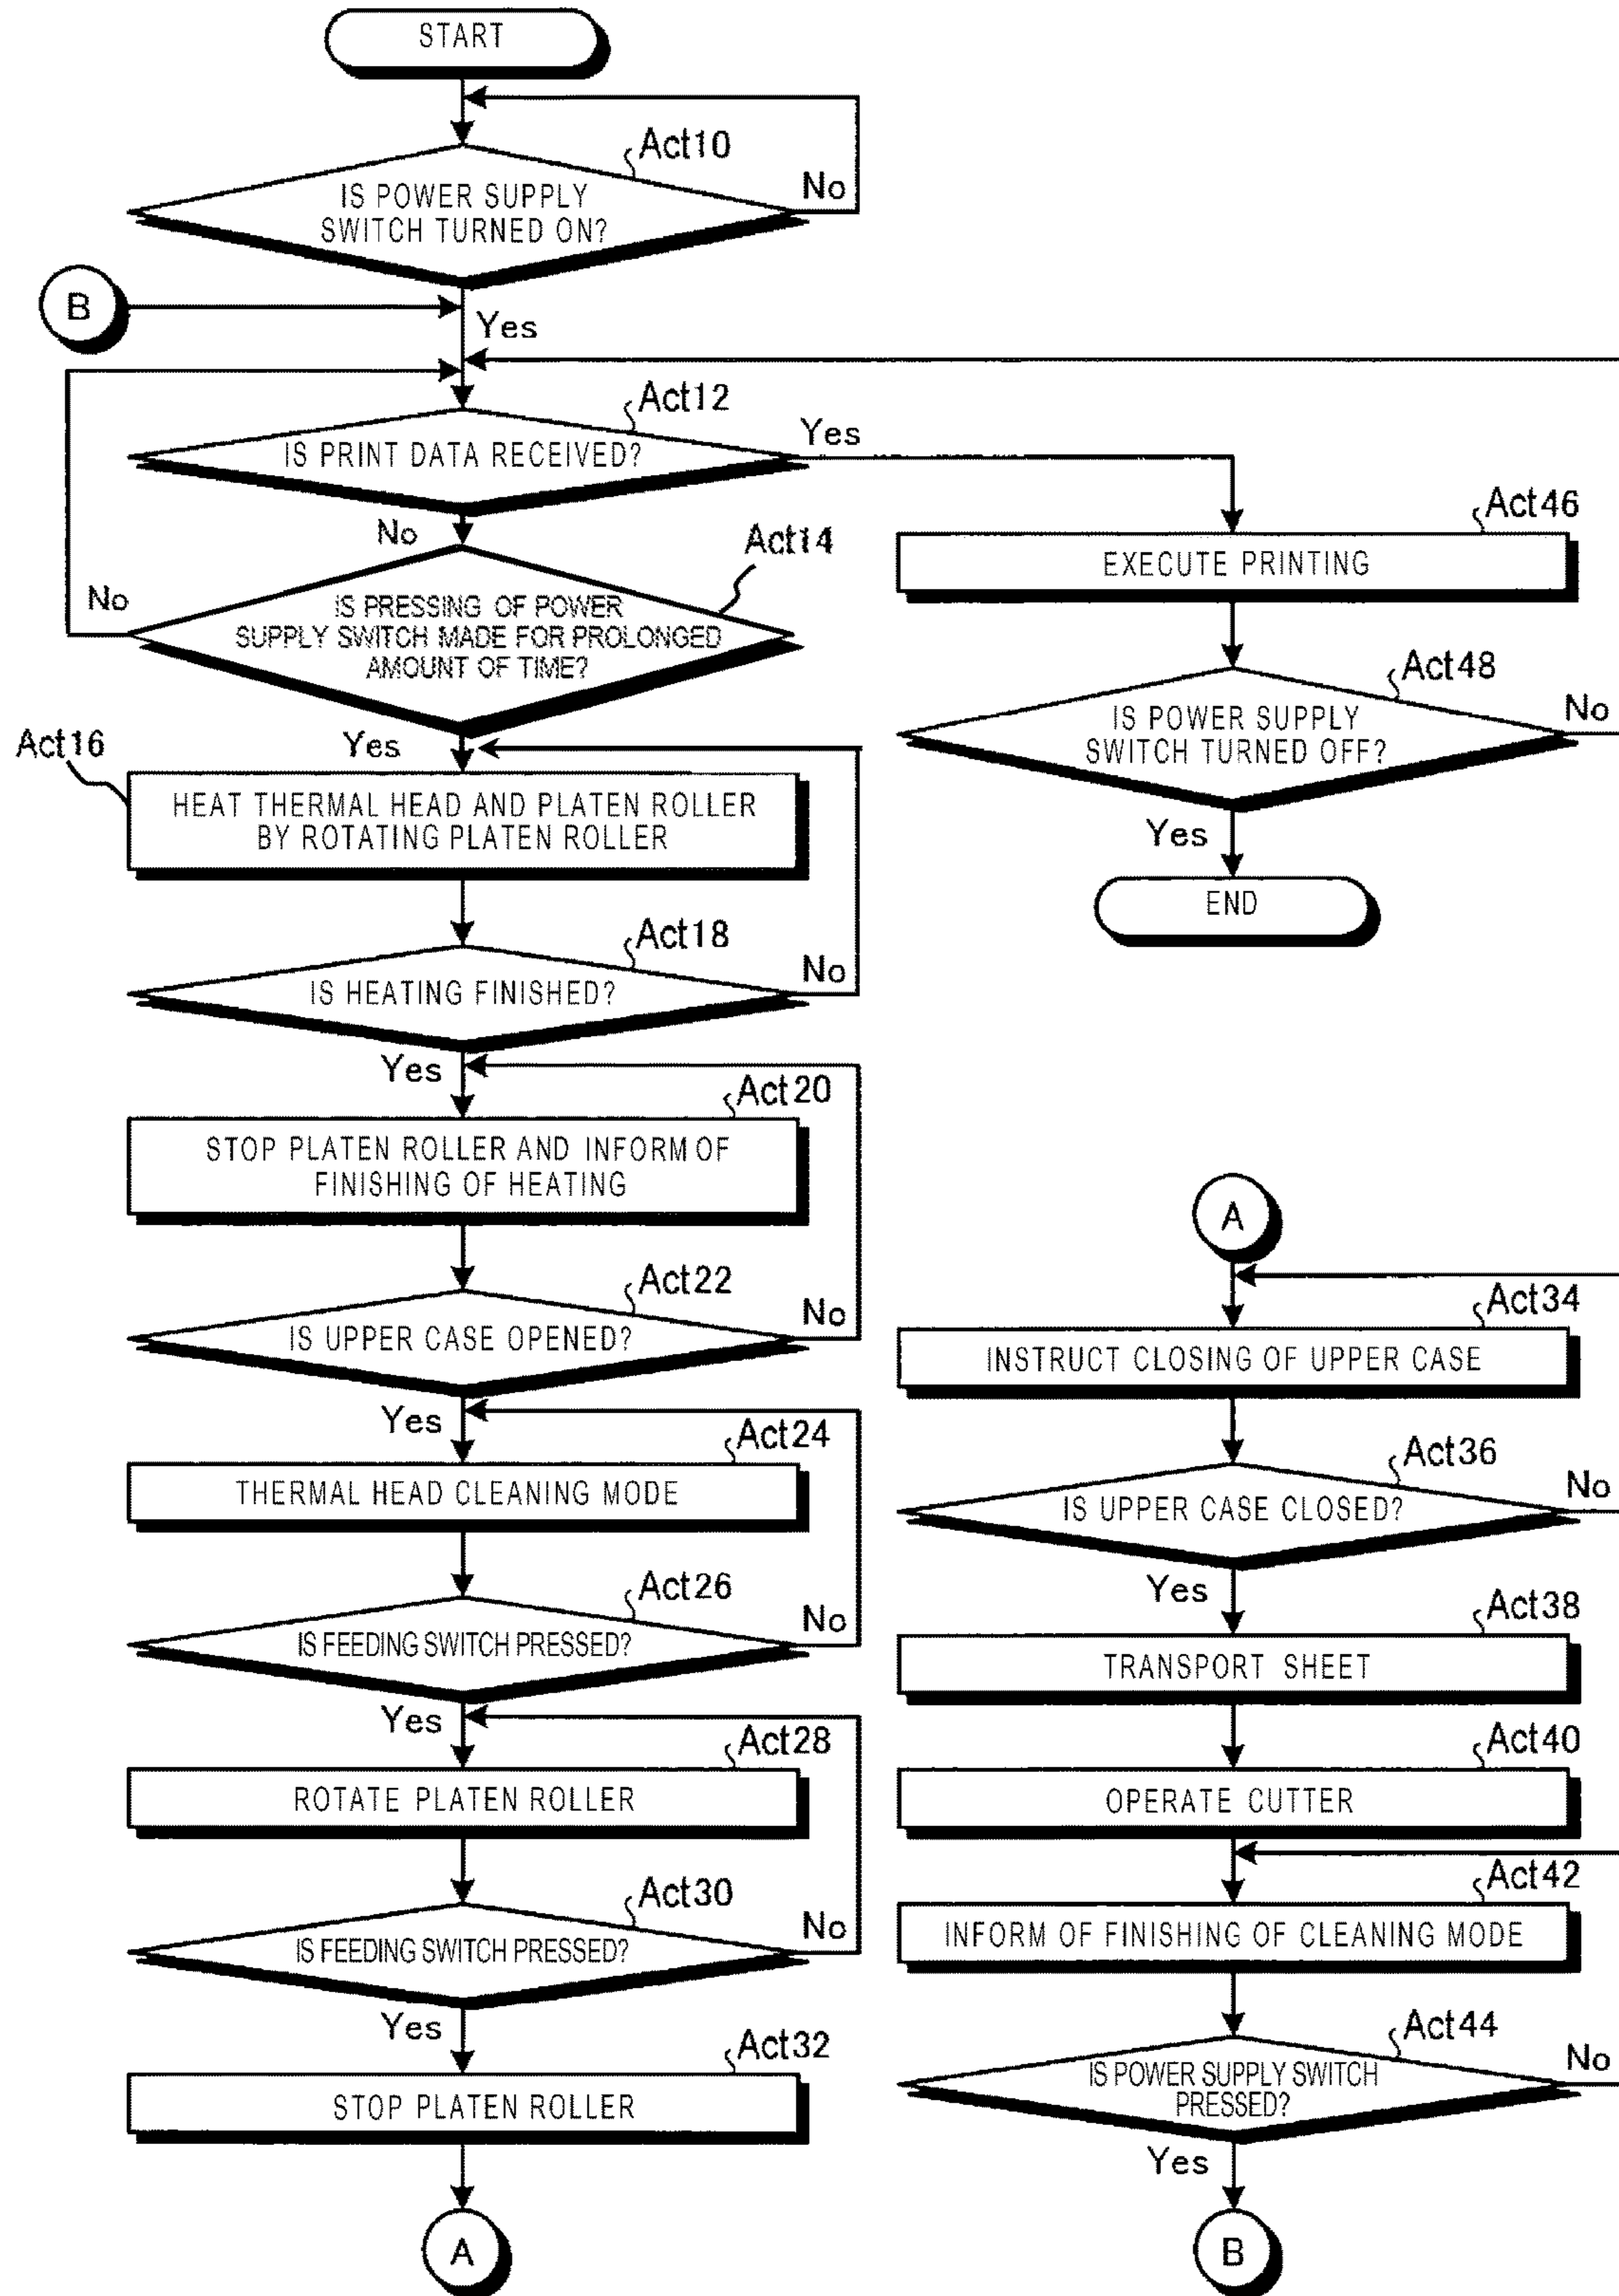 START
Act10
IS POWER SUPPLY
SWITCH TURNED ON?
No
B
Yes
Act12
IS PRINT DATA RECEIVED?
Yes
No
Act14
IS PRESSING OF POWER
SUPPLY SWITCH MADE FOR PROLONGED
AMOUNT OF TIME?
No
Yes
Act16
HEAT THERMAL HEAD AND PLATEN ROLLER
BY ROTATING PLATEN ROLLER
Act18
IS HEATING FINISHED?
No
Yes
Act20
STOP PLATEN ROLLER AND INFORM OF
FINISHING OF HEATING
Act22
IS UPPER CASE OPENED?
No
Yes
Act24
THERMAL HEAD CLEANING MODE
Act26
IS FEEDING SWITCH PRESSED?
No
Yes
Act28
ROTATE PLATEN ROLLER
Act30
IS FEEDING SWITCH PRESSED?
No
Yes
Act32
STOP PLATEN ROLLER
A
Act46
EXECUTE PRINTING
Act48
IS POWER SUPPLY
SWITCH TURNED OFF?
No
Yes
END
A
Act34
INSTRUCT CLOSING OF UPPER CASE
Act36
IS UPPER CASE CLOSED?
No
Yes
Act38
TRANSPORT SHEET
Act40
OPERATE CUTTER
Act42
INFORM OF FINISHING OF CLEANING MODE
Act44
IS POWER SUPPLY SWITCH
PRESSED?
No
Yes
B